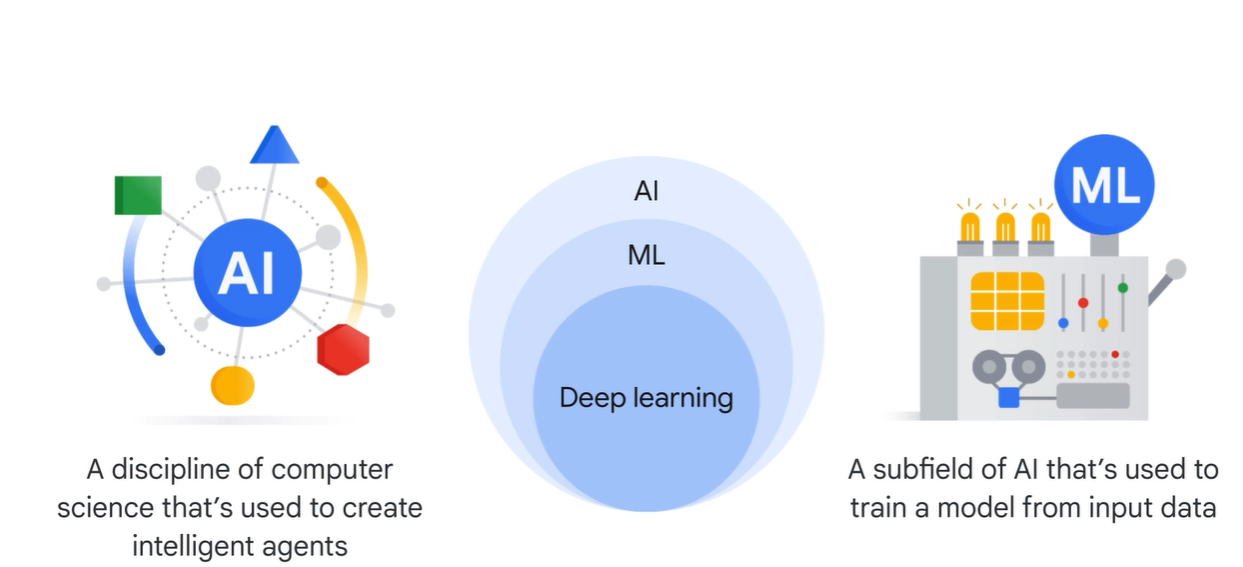 AI
A discipline of computer
science that's used to create
intelligent agents
AI
ML
Deep learning
ML
A subfield of AI that's used to
train a model from input data